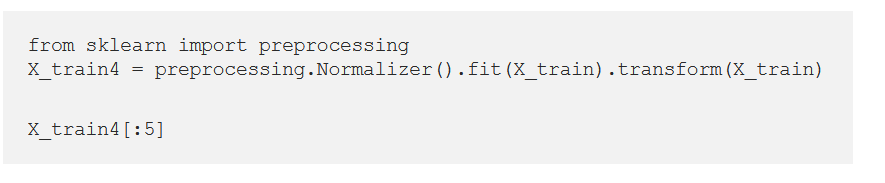 from sklearn import preprocessing
X_train4 = preprocessing.Normalizer().fit(X_train).transform(X_train)
X_train4[:5]